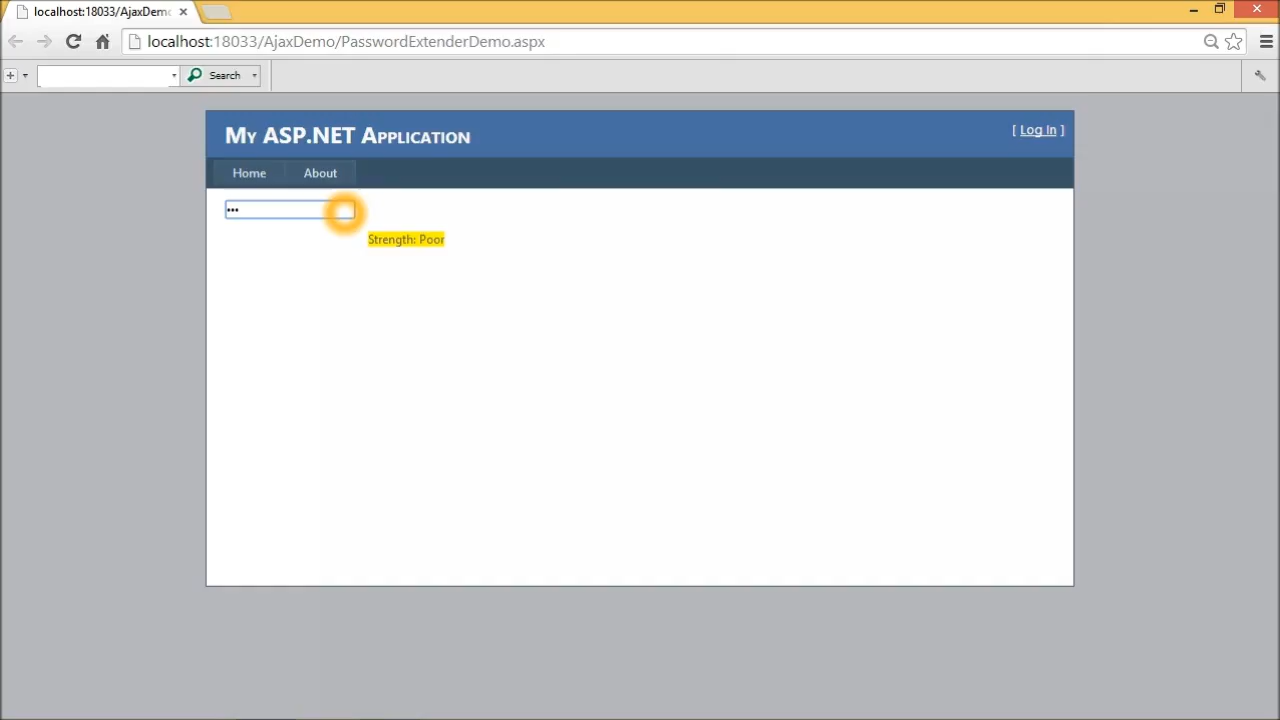 localhost:18033/AjaxDemo
localhost:18033/AjaxDemo/PasswordExtenderDemo.aspx
Search
My ASP.NET Application
[ Log In ]
Home About
•••
Strength: Poor